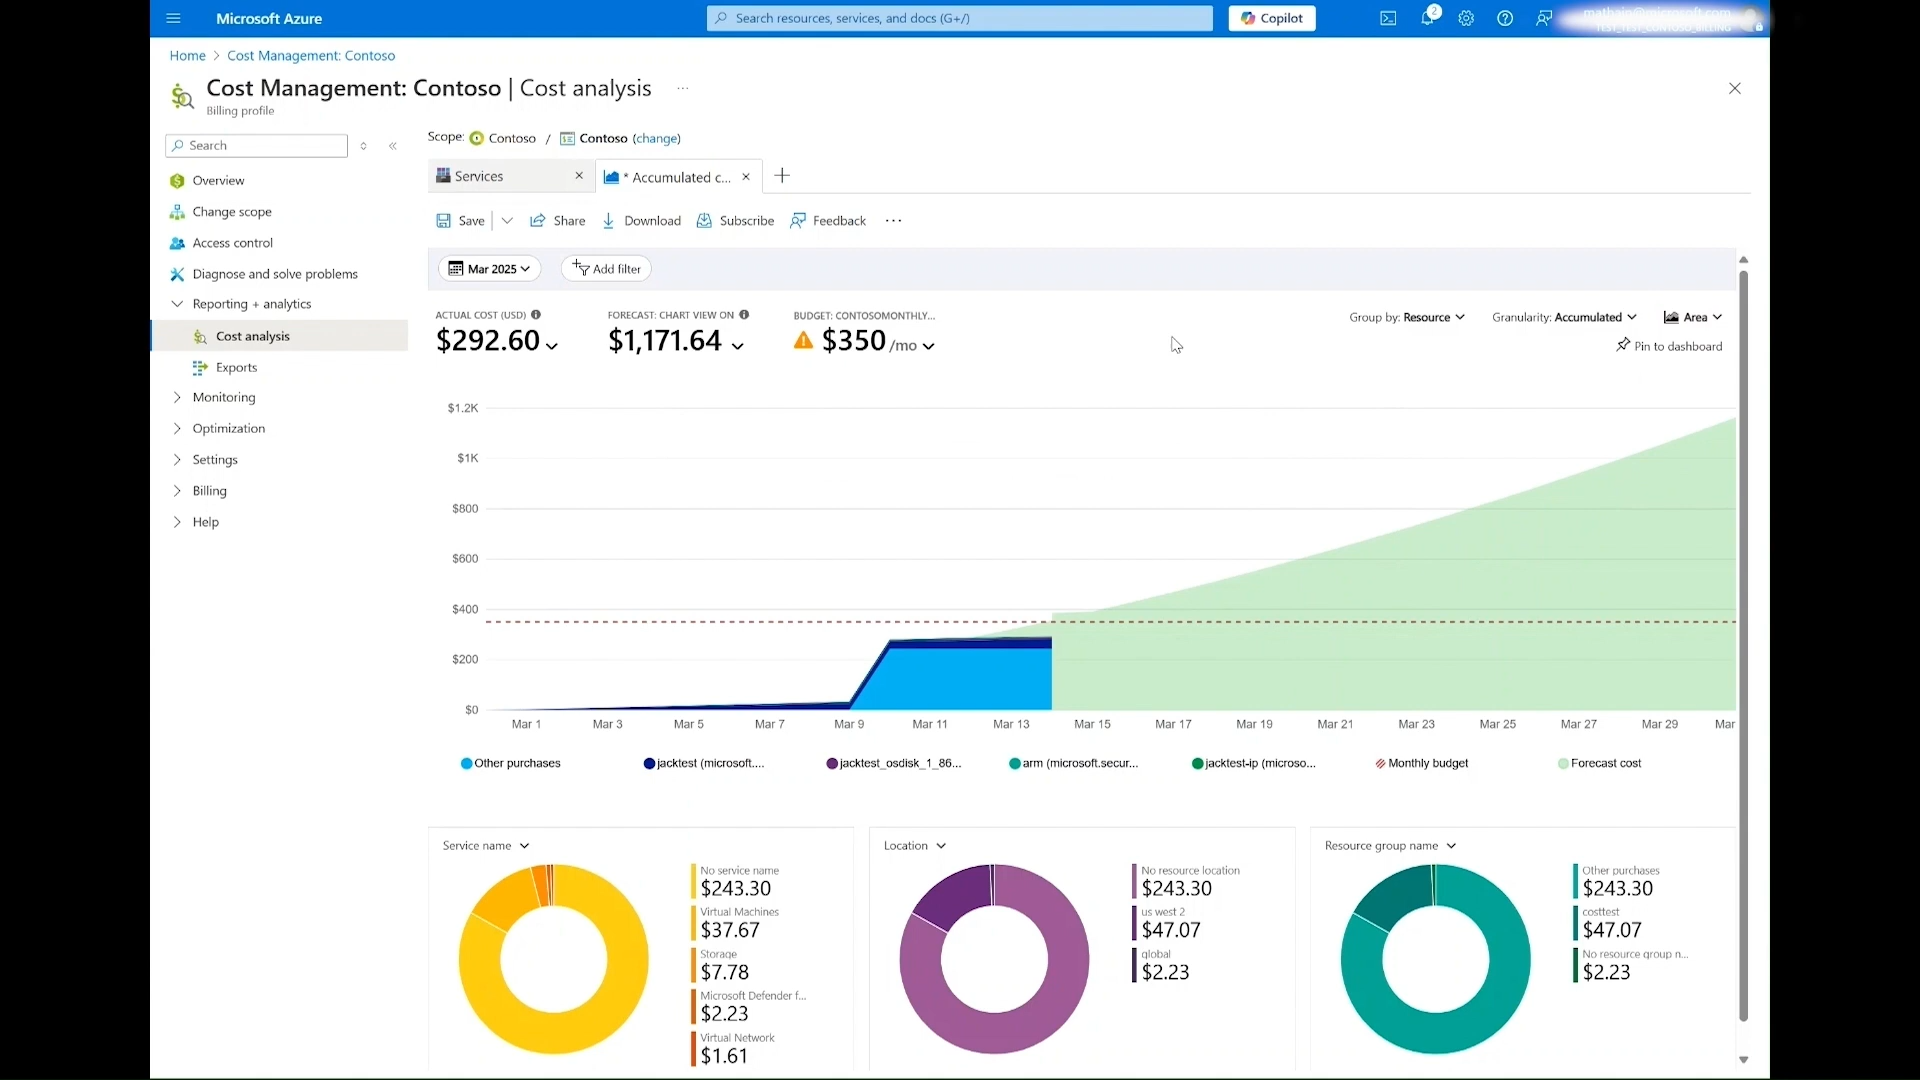 Microsoft Azure
Search resources, services, and docs (G+/)
Copilot
2
Home > Cost Management: Contoso
Cost Management: Contoso | Cost analysis ...
Billing profile
Search
Overview
Change scope
Access control
Diagnose and solve problems
Reporting + analytics
Cost analysis
Exports
Monitoring
Optimization
Settings
Billing
Help
Scope: Contoso / Contoso (change)
Services
* Accumulated c...
Save
Share
Download
Subscribe
Feedback
...
Mar 2025
Add filter
ACTUAL COST (USD)
$292.60
FORECAST: CHART VIEW ON
$1,171.64
BUDGET: CONTOSOMONTHLY...
$350 /mo
Group by: Resource
Granularity: Accumulated
Area
Pin to dashboard
$1.2K
$1K
$800
$600
$400
$200
$0
Mar 1 Mar 3 Mar 5 Mar 7 Mar 9 Mar 11 Mar 13 Mar 15 Mar 17 Mar 19 Mar 21 Mar 23 Mar 25 Mar 27 Mar 29 Mar
Other purchases
jacktest (microsoft....
jacktest_osdisk_1_86...
arm (microsoft.secur...
jacktest-ip (microso...
Monthly budget
Forecast cost
Service name
No service name
$243.30
Virtual Machines
$37.67
Storage
$7.78
Microsoft Defender f...
$2.23
Virtual Network
$1.61
Location
No resource location
$243.30
us west 2
$47.07
global
$2.23
Resource group name
Other purchases
$243.30
costtest
$47.07
No resource group n...
$2.23